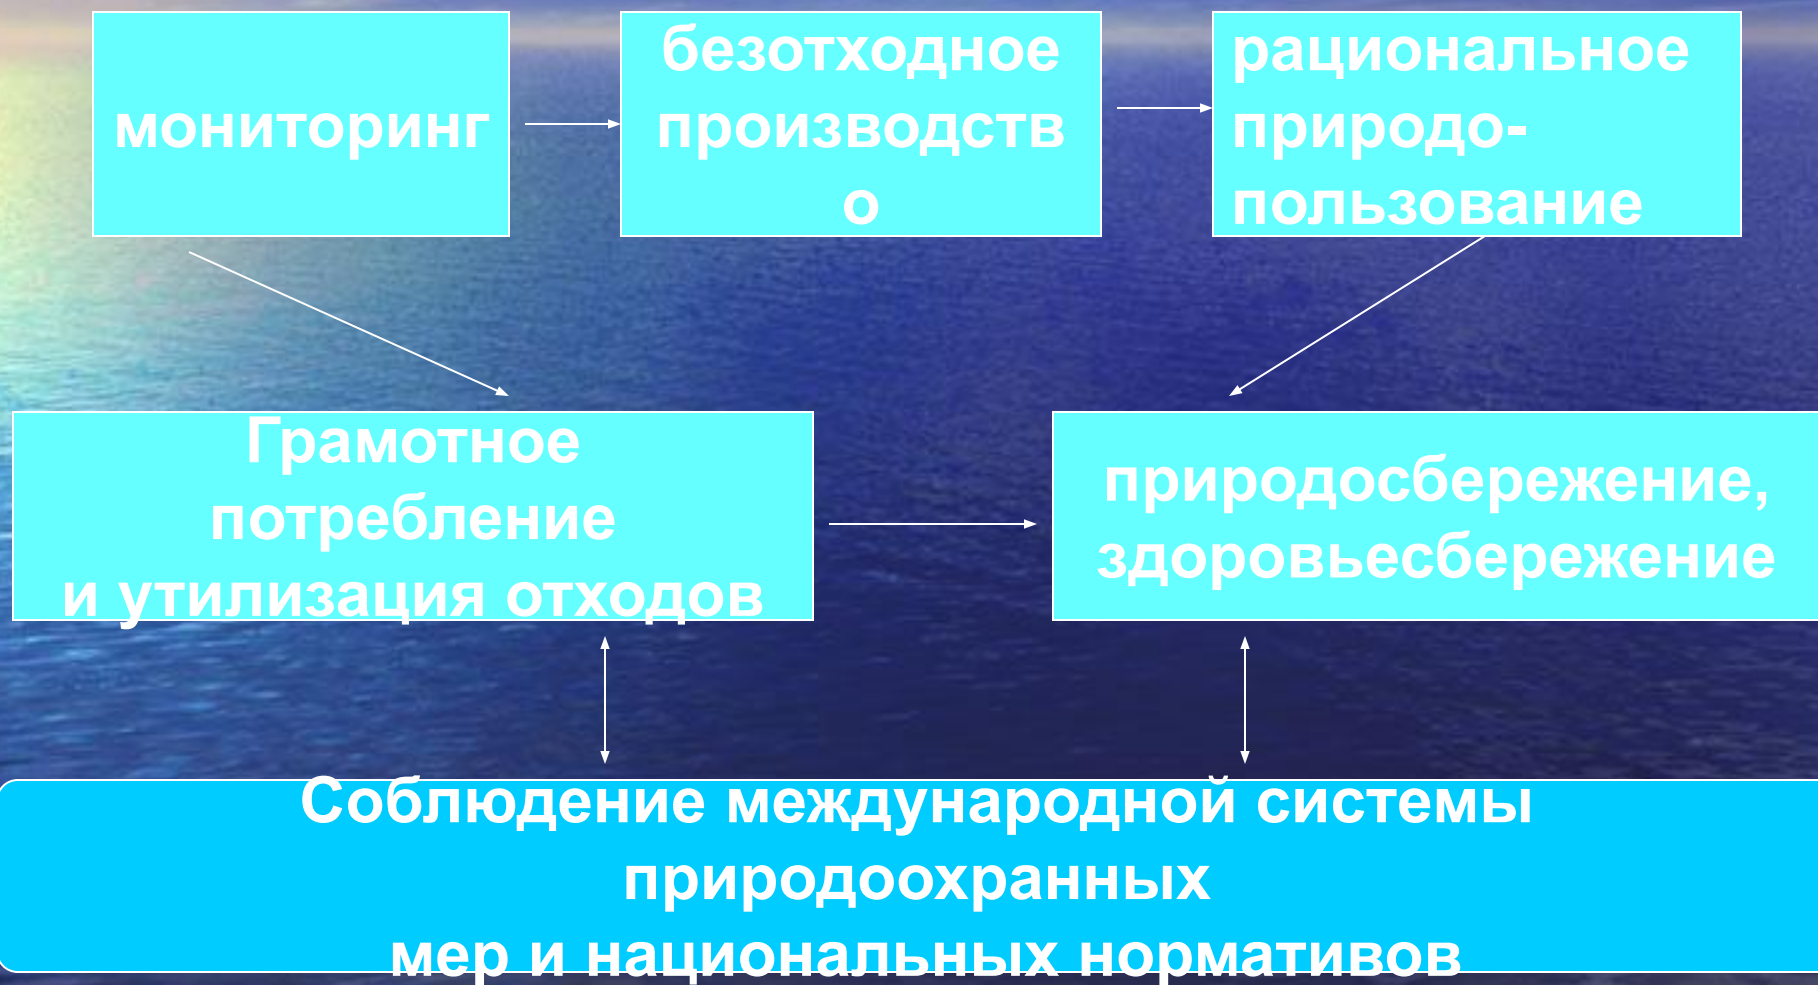 мониторинг
безотходное
производств
о
рациональное
природо-
пользование
Грамотное
потребление
и утилизация отходов
природосбережение,
здоровьесбережение
Соблюдение международной системы
природоохранных
мер и национальных нормативов